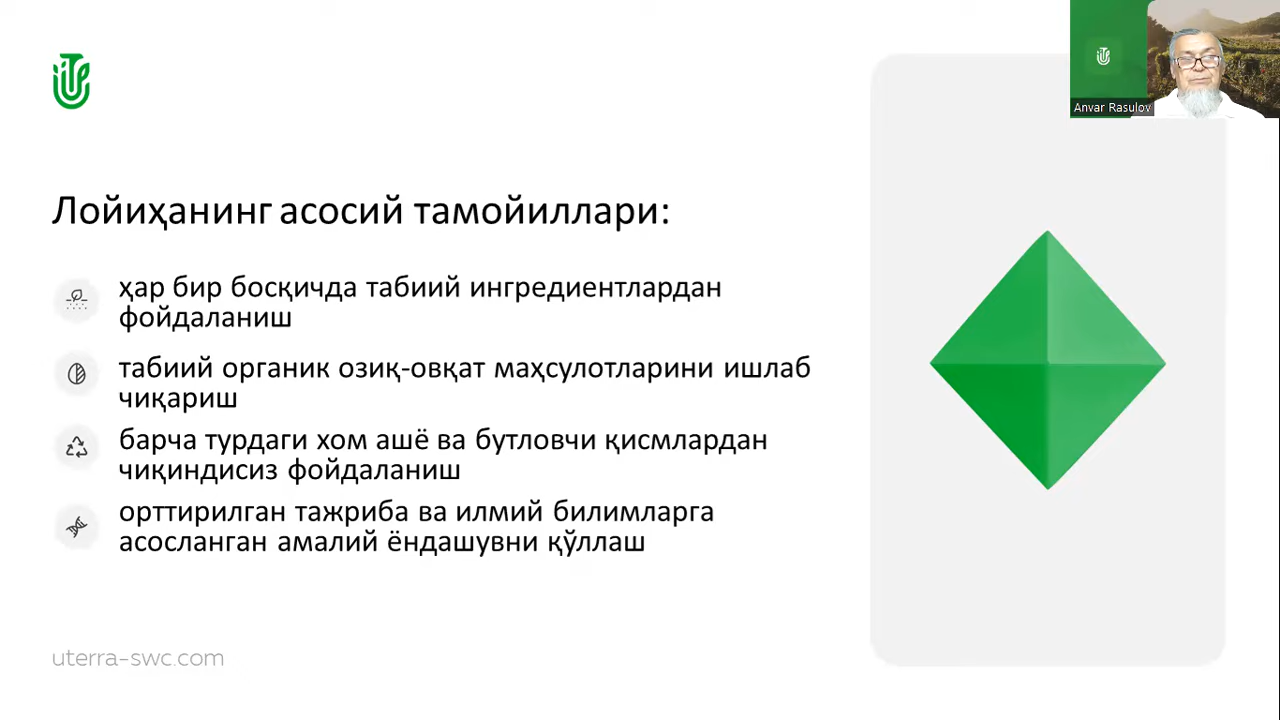 Anvar Rasulov
Лойиҳанинг асосий тамойиллари:
ҳар бир босқичда табиий ингредиентлардан
фойдаланиш
табиий органик озиқ-овқат маҳсулотларини ишлаб
чиқариш
барча турдаги хом ашё ва бутловчи қисмлардан
чиқиндисиз фойдаланиш
орттирилган тажриба ва илмий билимларга
асосланган амалий ёндашувни қўллаш
uterra-swc.com